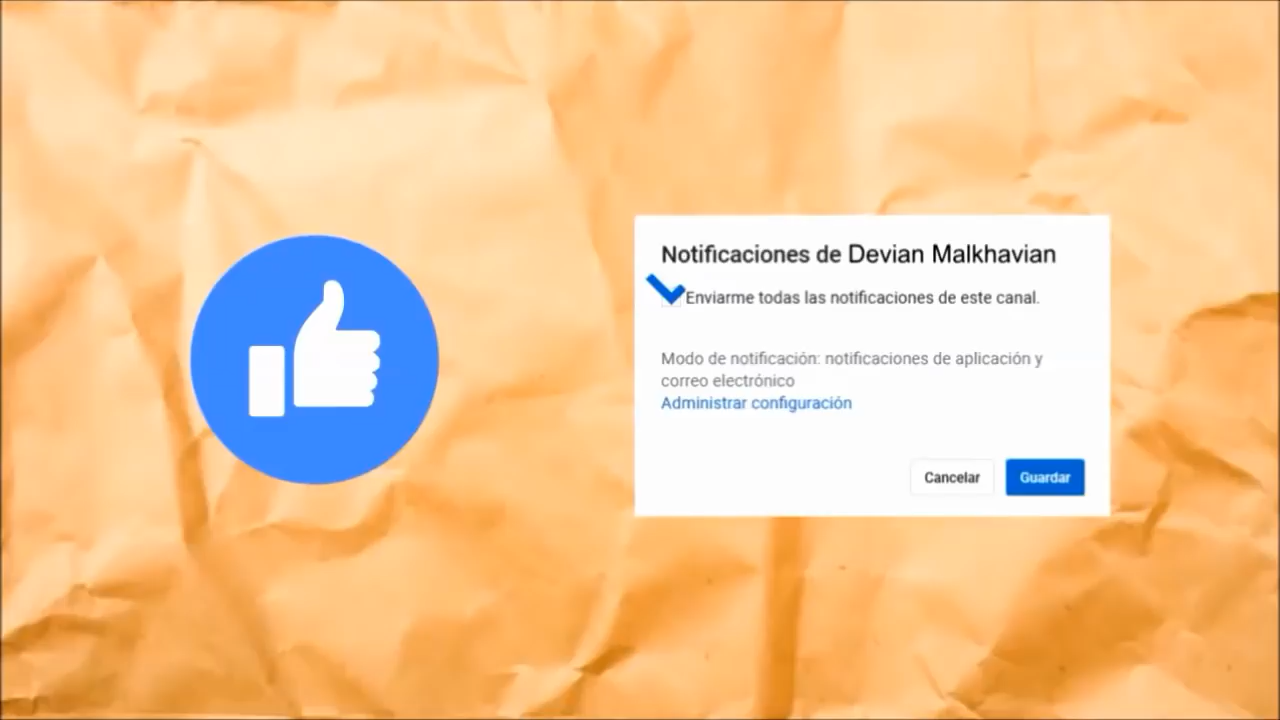 Notificaciones de Devian Malkhavian
Enviarme todas las notificaciones de este canal.
Modo de notificación: notificaciones de aplicación y
correo electrónico
Administrar configuración
Cancelar
Guardar